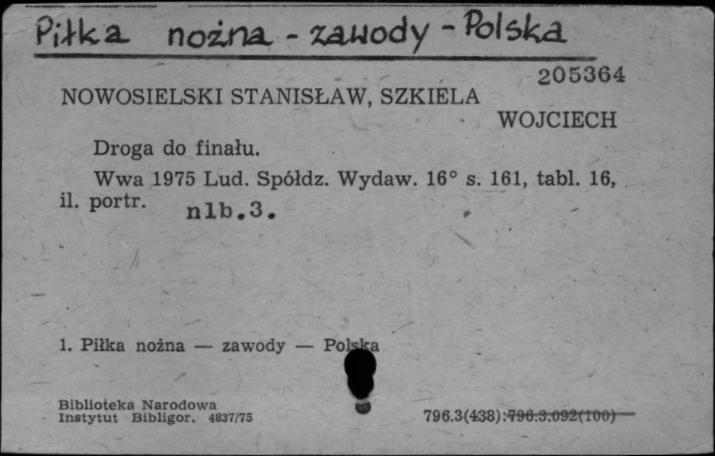 Piłka nożna - zawody - Polska
205364
NOWOSIELSKI STANISŁAW, SZKIELA
WOJCIECH
Droga do finału.
Wwa 1975 Lud. Spółdz. Wydaw. 16° s. 161, tabl. 16,
il. portr. nlb.3.
1. Piłka nożna — zawody — Polska
Biblioteka Narodowa
Instytut Bibligor. 4837/75
796.3(438):796.3.092(100)